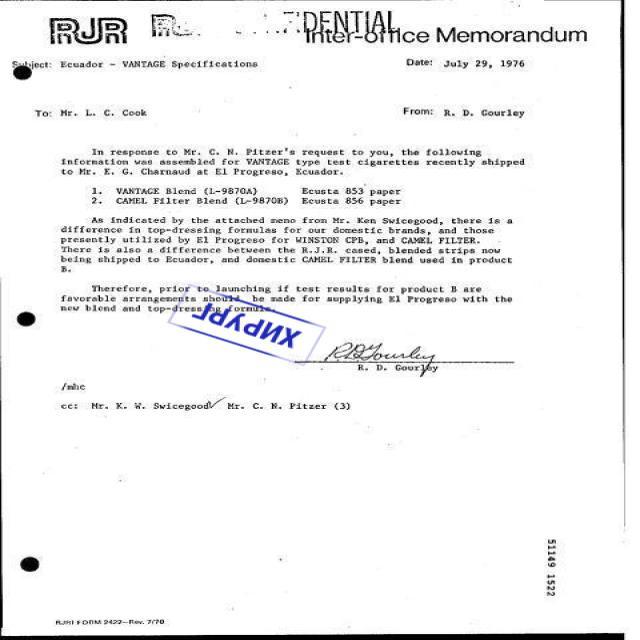 RJR
CONFIDENTIAL
Inter-office Memorandum
Subject: Ecuador - VANTAGE Specifications Date: July 29, 1976
To: Mr. L. C. Cook From: R. D. Gourley
In response to Mr. C. N. Pitzer's request to you, the following
information was assembled for VANTAGE type test cigarettes recently shipped
to Mr. E. G. Charnaud at El Progreso, Ecuador.
1. VANTAGE Blend (L-9870A) Ecusta 853 paper
2. CAMEL Filter Blend (L-9870B) Ecusta 856 paper
As indicated by the attached memo from Mr. Ken Swicegood, there is a
difference in top-dressing formulas for our domestic brands, and those
presently utilized by El Progreso for WINSTON CPB, and CAMEL FILTER.
There is also a difference between the R.J.R. cased, blended strips now
being shipped to Ecuador, and domestic CAMEL FILTER blend used in product
B.
Therefore, prior to launching if test results for product B are
favorable arrangements should be made for supplying El Progreso with the
new blend and top-dressing formula.
ХИРУРГ
R D Gourley
R. D. Gourley
/mhc
cc: Mr. K. W. Swicegood Mr. C. N. Pitzer (3)
51149 1522
RJRI FORM 2422-Rev. 7/70